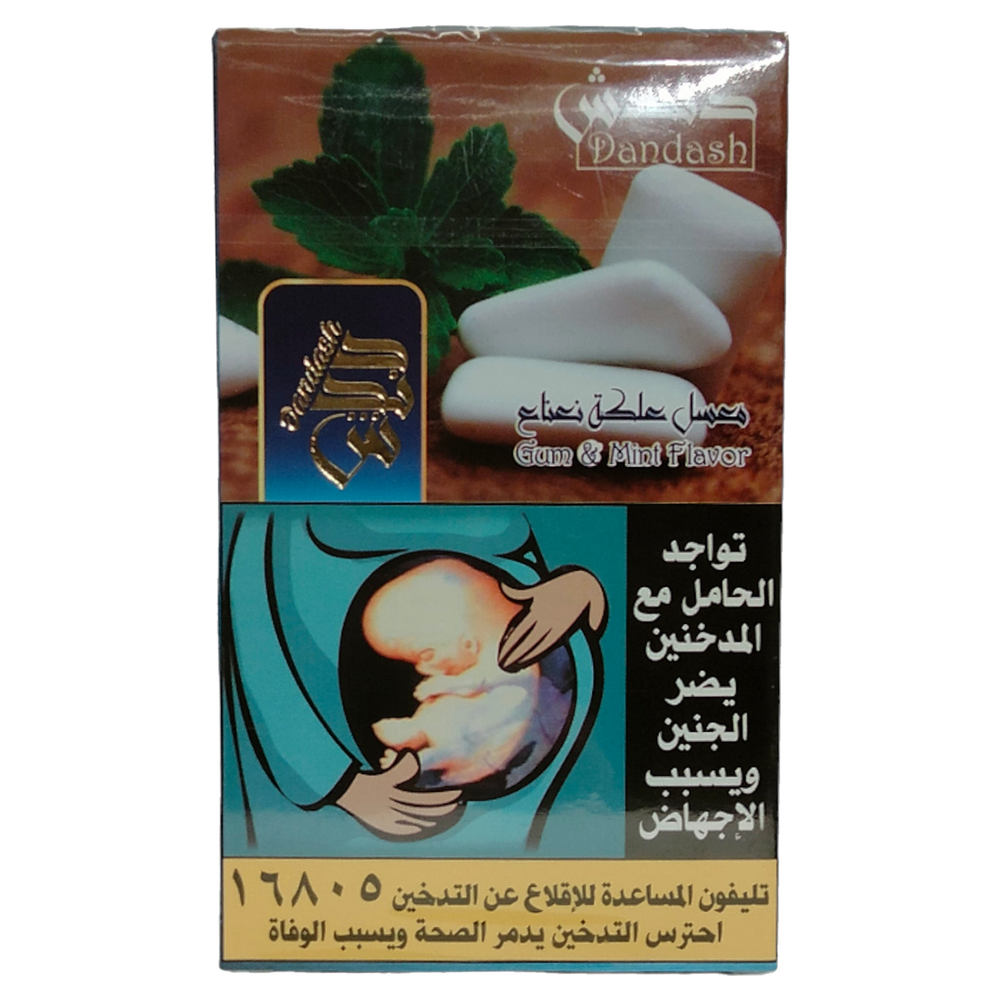 دندش
Dandash
Dandash
دندش
معسل علكة نعناع
Gum & Mint Flavor
تواجد
الحامل مع
المدخنين
يضر
الجنين
ويسبب
الإجهاض
تليفون المساعدة للإقلاع عن التدخين ١٦٨٠٥
احترس التدخين يدمر الصحة ويسبب الوفاة